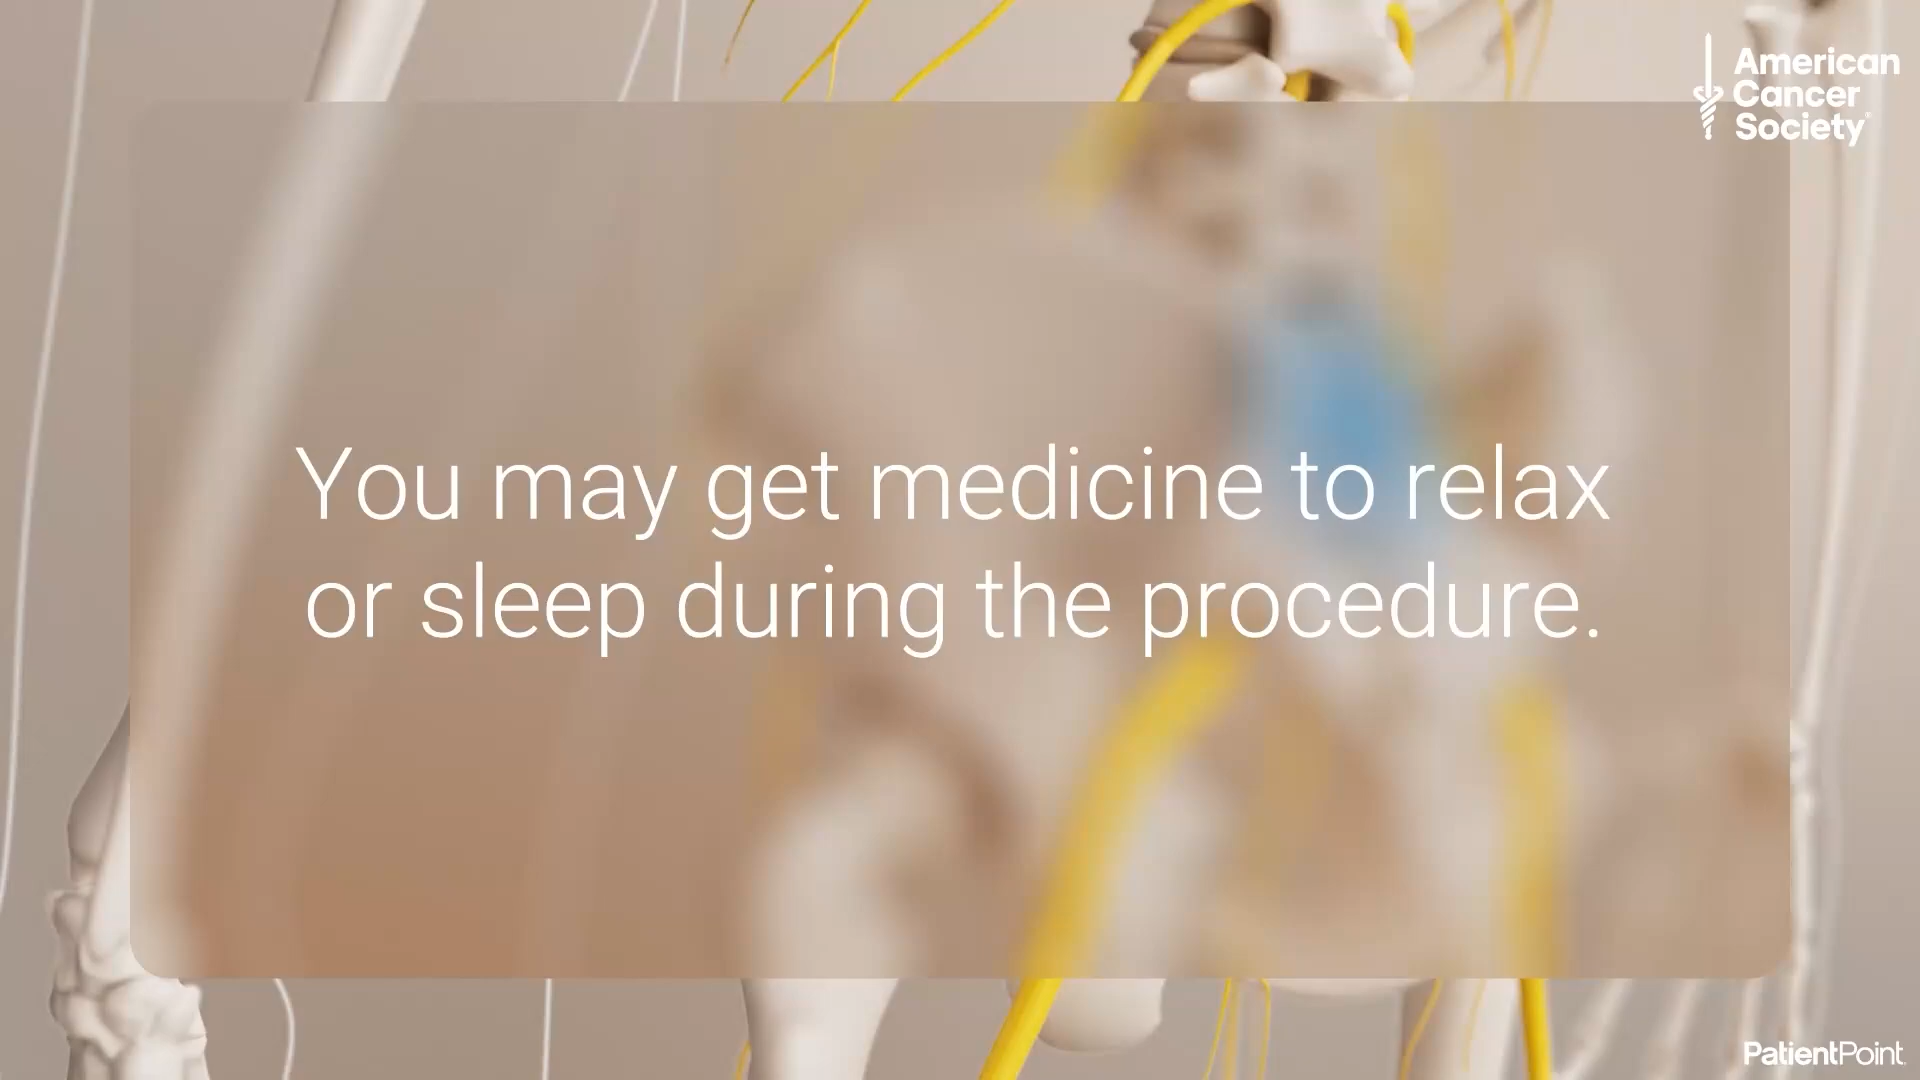 American
Cancer
Society
You may get medicine to relax
or sleep during the procedure.
PatientPoint